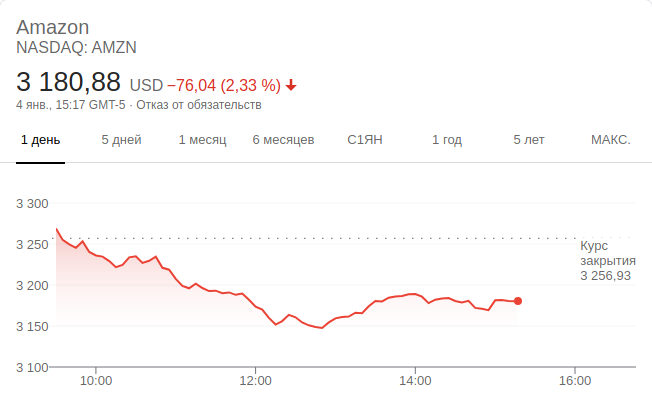 Amazon
NASDAQ: AMZN
3 180,88 USD −76,04 (2,33 %)
4 янв., 15:17 GMT-5 · Отказ от обязательств
1 день 5 дней 1 месяц 6 месяцев С1ЯН 1 год 5 лет МАКС.
3 300
3 250
3 200
3 150
3 100
Курс
закрытия
3 256,93
10:00 12:00 14:00 16:00